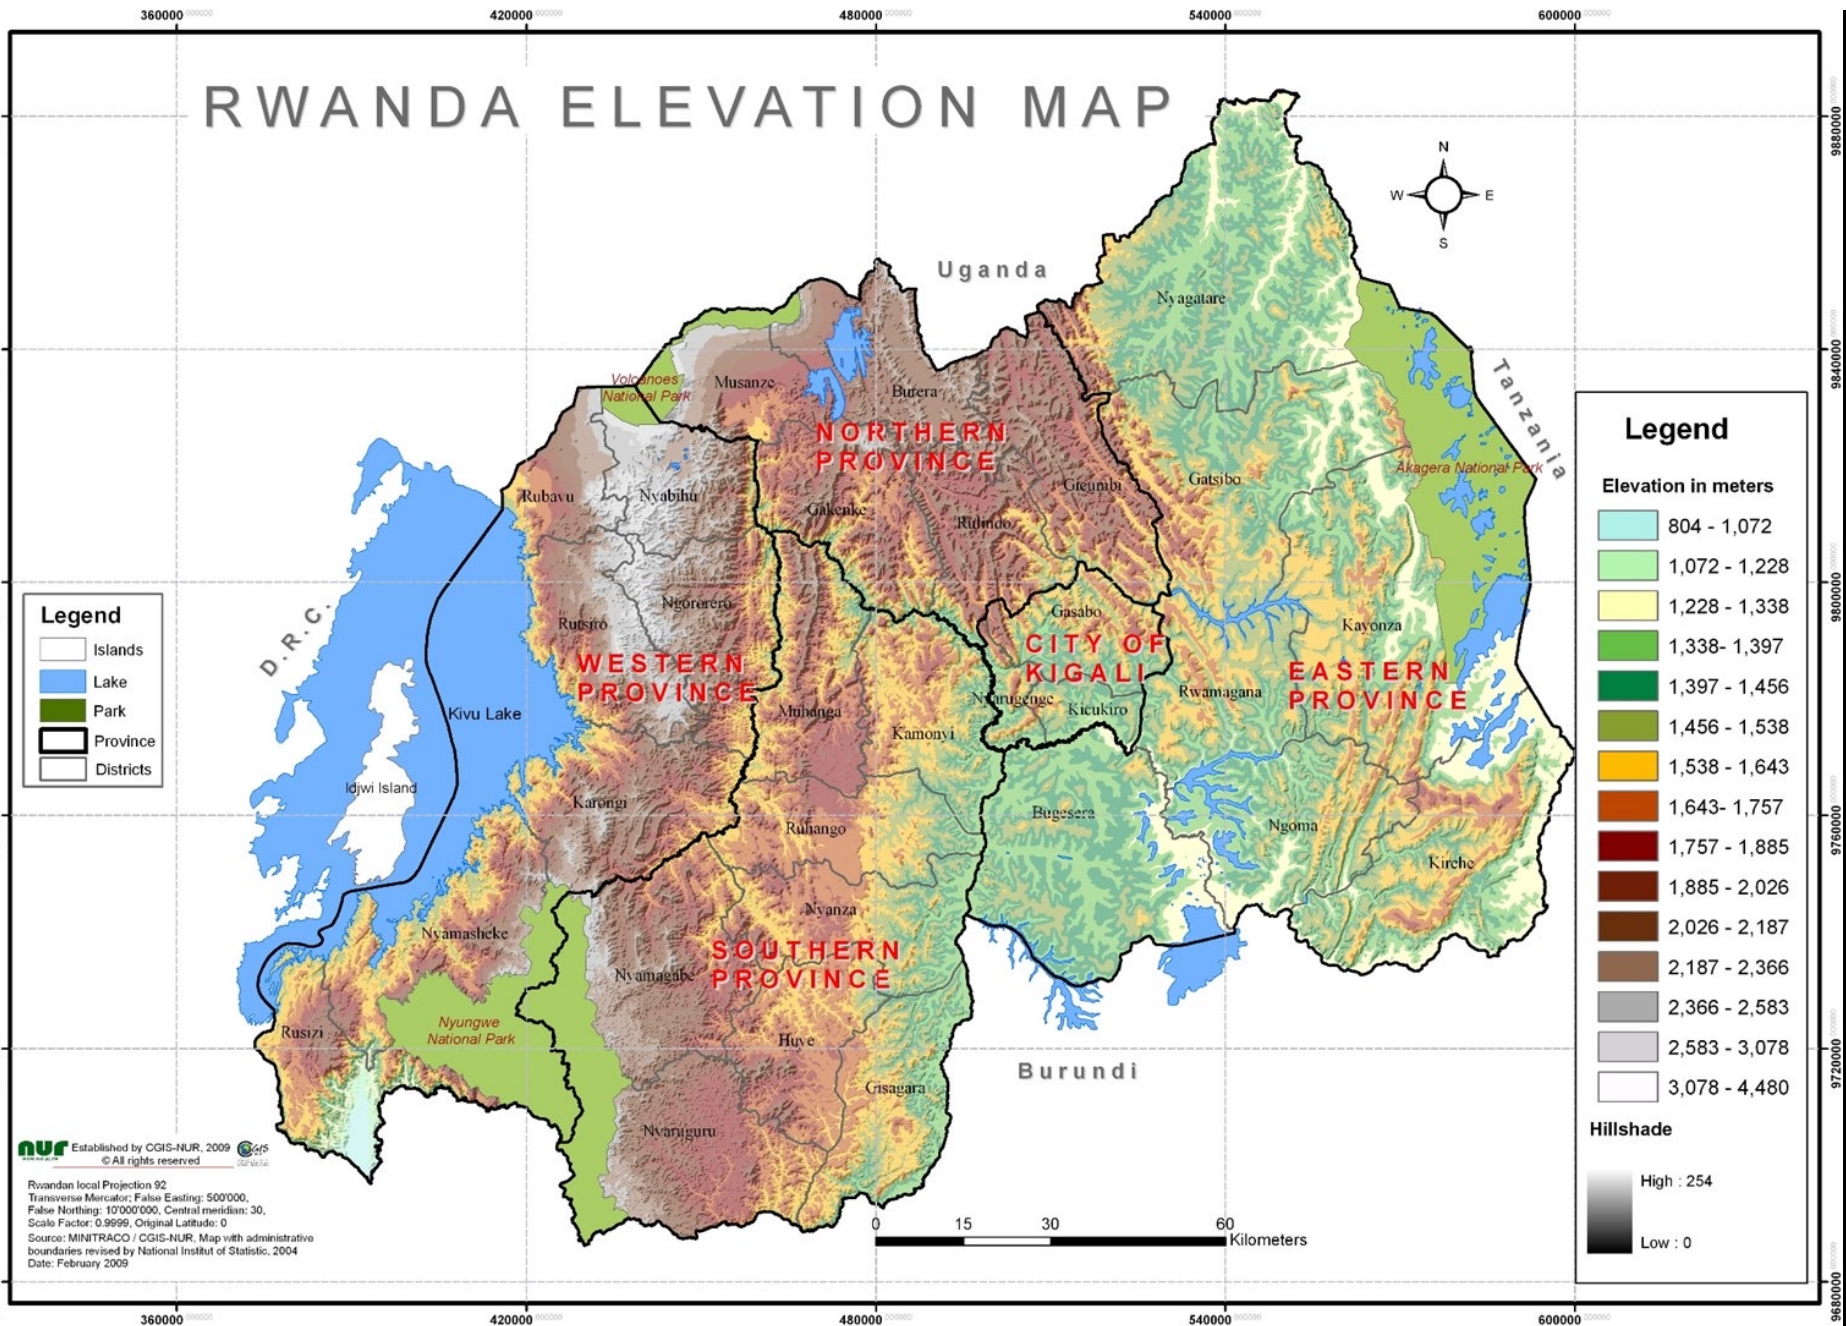 360000 420000 480000 540000 600000
RWANDA ELEVATION MAP
9880000
N
W E
S
Uganda
Nyagatare
9840000
Tanzania
Volcanoes
National Park
Musanze
Burera
NORTHERN
PROVINCE
Akagera National Park
Rubavu
Nyabihu
Gakenke
Rulindo
Gicumbi
Gatsibo
9800000
D.R.C.
Rutsiro
Ngororero
Gasabo
Kayonza
WESTERN
PROVINCE
CITY OF
KIGALI
EASTERN
PROVINCE
Kivu Lake
Muhanga
Kamonyi
Nyarugenge
Kicukiro
Rwamagana
Idjwi Island
Karongi
Ruhango
Bugesera
Ngoma
Kirehe
9760000
Nyamasheke
Nyanza
SOUTHERN
PROVINCE
Nyamagabe
Rusizi
Nyungwe
National Park
Huye
Gisagara
Nyaruguru
Burundi
9720000
9680000
Legend
Islands
Lake
Park
Province
Districts
Legend
Elevation in meters
804 - 1,072
1,072 - 1,228
1,228 - 1,338
1,338- 1,397
1,397 - 1,456
1,456 - 1,538
1,538 - 1,643
1,643- 1,757
1,757 - 1,885
1,885 - 2,026
2,026 - 2,187
2,187 - 2,366
2,366 - 2,583
2,583 - 3,078
3,078 - 4,480
Hillshade
High : 254
Low : 0
nur Established by CGIS-NUR, 2009 CGIS
© All rights reserved
Rwandan local Projection 92
Transverse Mercator; False Easting: 500'000,
False Northing: 10'000'000, Central meridian: 30,
Scale Factor: 0.9999, Original Latitude: 0
Source: MINITRACO / CGIS-NUR, Map with administrative
boundaries revised by National Institut of Statistic, 2004
Date: February 2009
0 15 30 60
Kilometers
360000 420000 480000 540000 600000